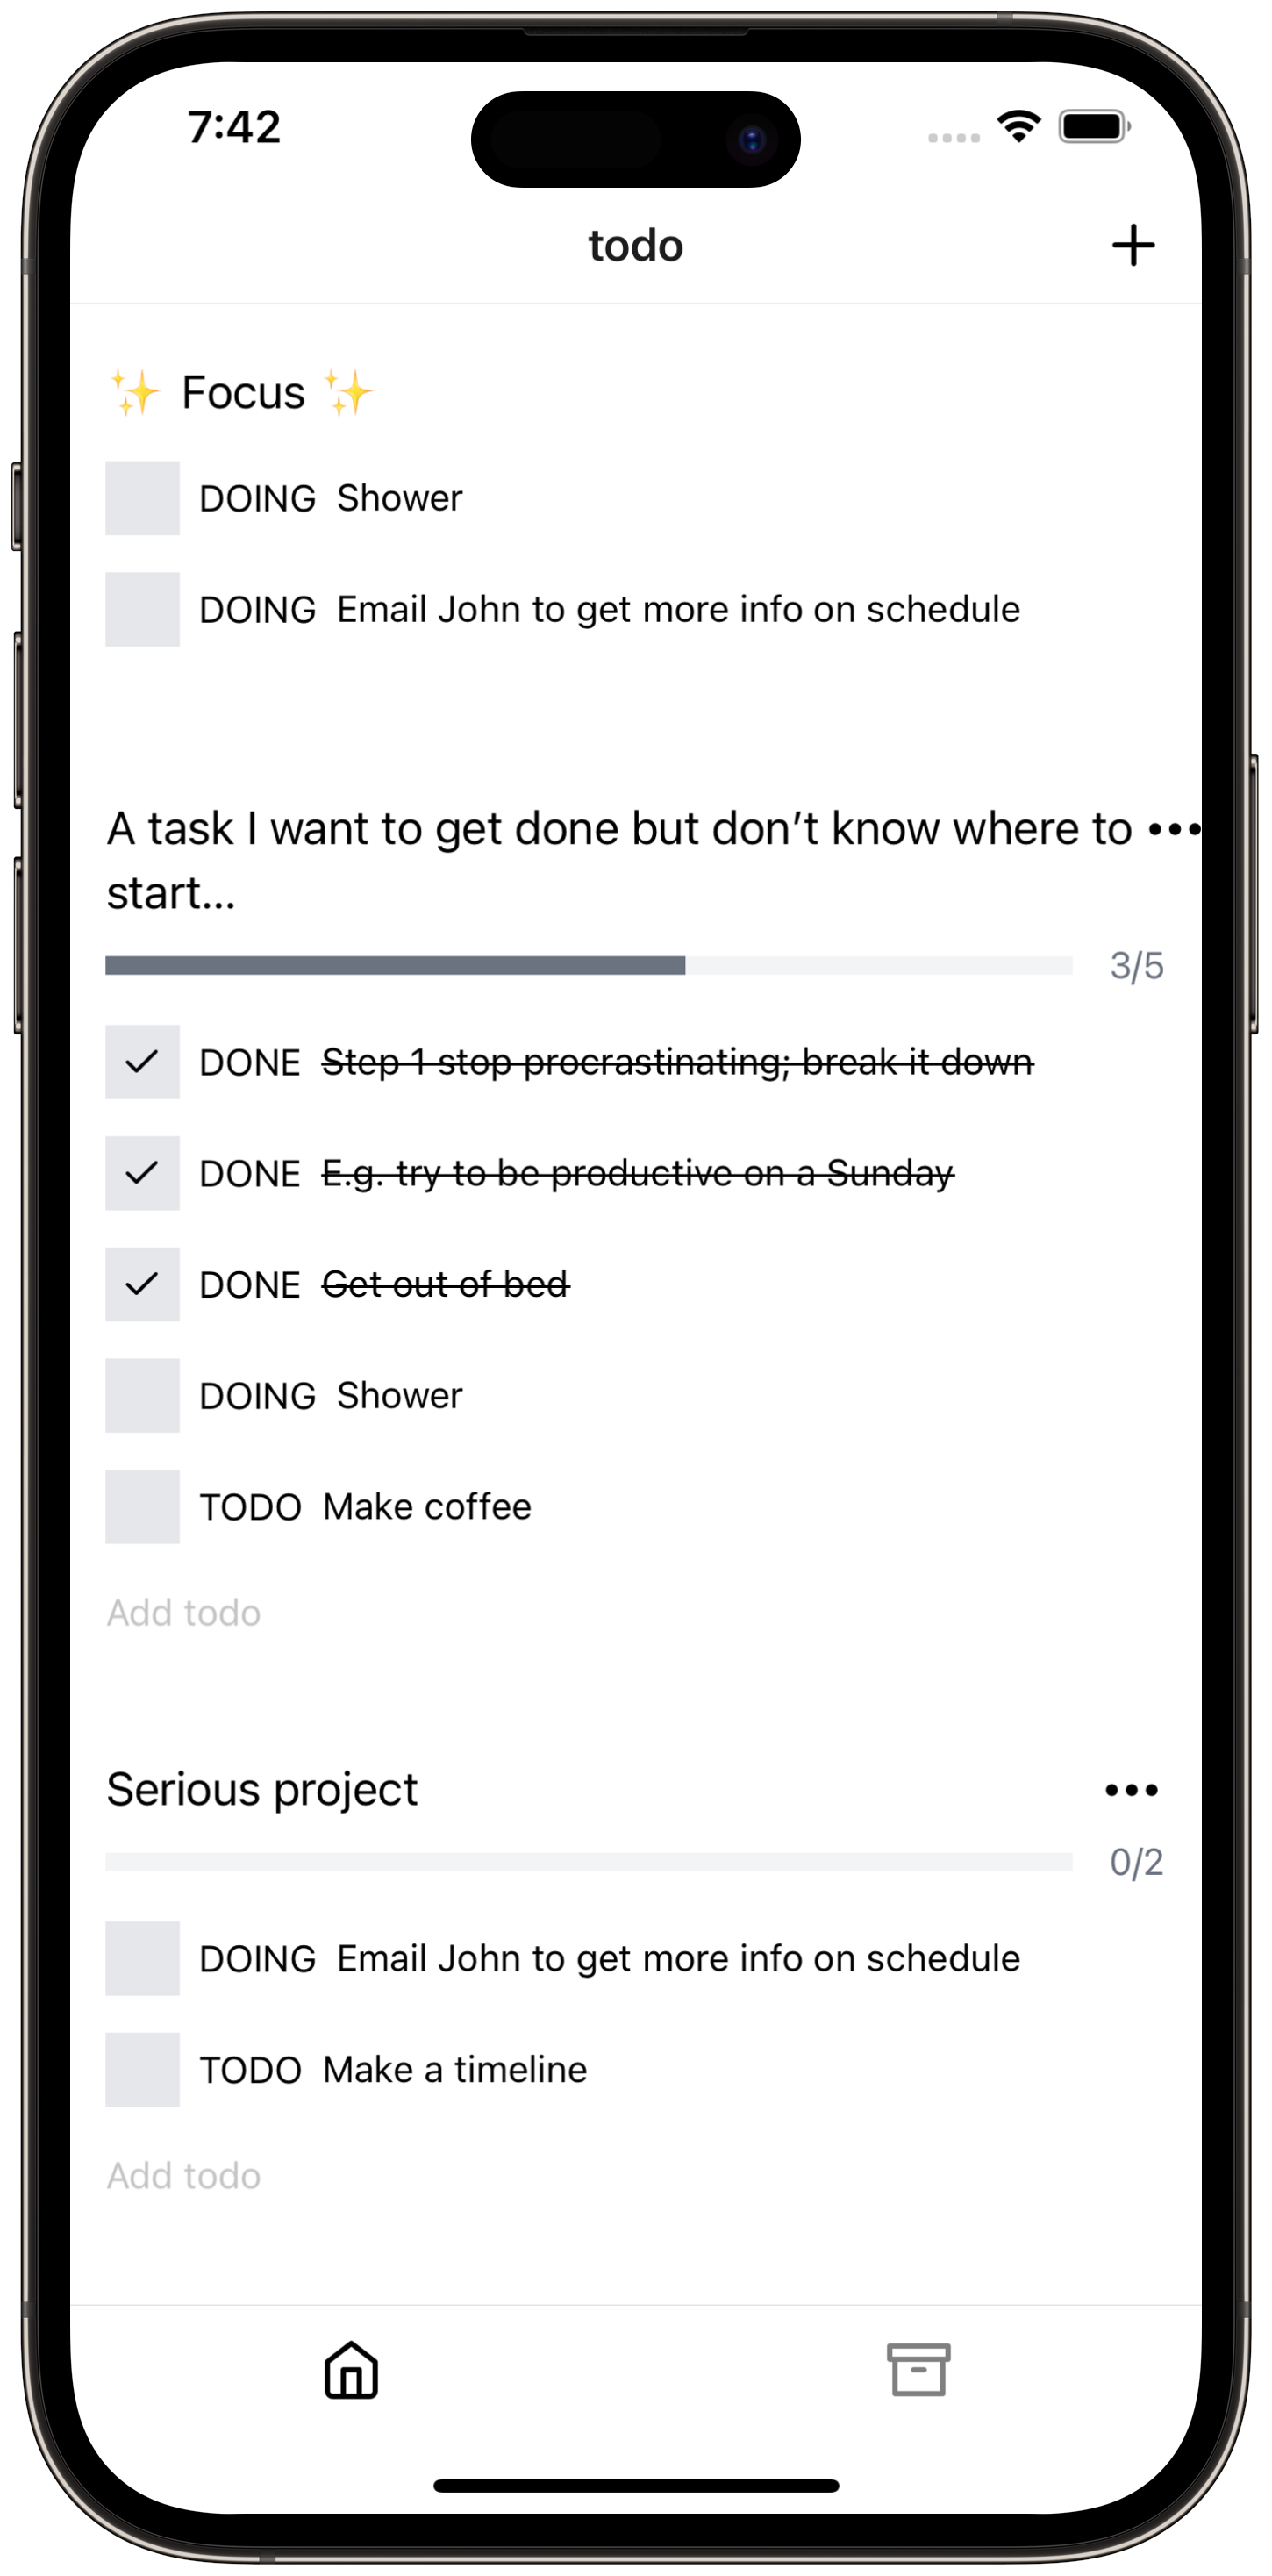 7:42
todo
✨ Focus ✨
DOING Shower
DOING Email John to get more info on schedule
A task I want to get done but don’t know where to
start...
3/5
DONE Step 1 stop procrastinating; break it down
DONE E.g. try to be productive on a Sunday
DONE Get out of bed
DOING Shower
TODO Make coffee
Add todo
Serious project
0/2
DOING Email John to get more info on schedule
TODO Make a timeline
Add todo